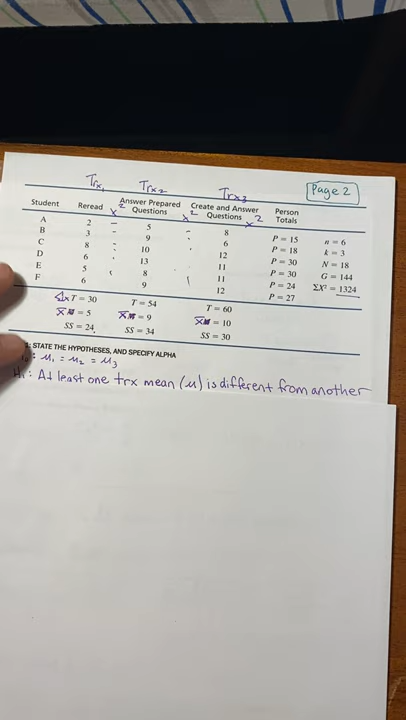 Trx1 Trx2 Trx3 Page 2
Student Reread X² Answer Prepared Questions X² Create and Answer Questions X² Person Totals
A 2 5 8 P = 15 n = 6
B 3 9 6 P = 18 k = 3
C 8 10 12 P = 30 N = 18
D 6 13 11 P = 30 G = 144
E 5 8 11 P = 24 ΣX² = 1324
F 6 9 12 P = 27
T = 30 T = 54 T = 60
X̄ = 5 X̄ = 9 X̄ = 10
SS = 24 SS = 34 SS = 30
: STATE THE HYPOTHESES, AND SPECIFY ALPHA
: μ1 = μ2 = μ3
H1: At least one trx mean (μ) is different from another